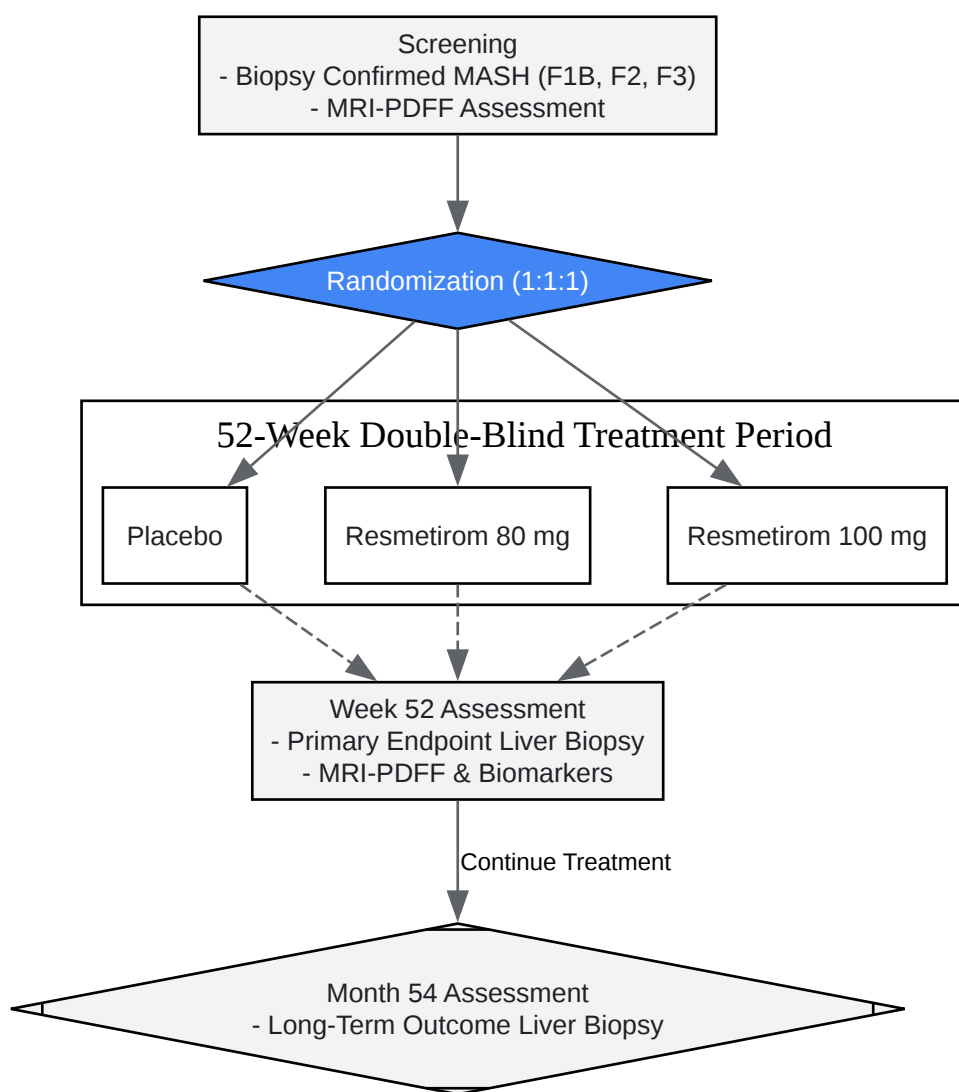 Screening
- Biopsy Confirmed MASH (F1B, F2, F3)
- MRI-PDFF Assessment
Randomization (1:1:1)
52-Week Double-Blind Treatment Period
Placebo
Resmetirom 80 mg
Resmetirom 100 mg
Week 52 Assessment
- Primary Endpoint Liver Biopsy
- MRI-PDFF & Biomarkers
Continue Treatment
Month 54 Assessment
- Long-Term Outcome Liver Biopsy